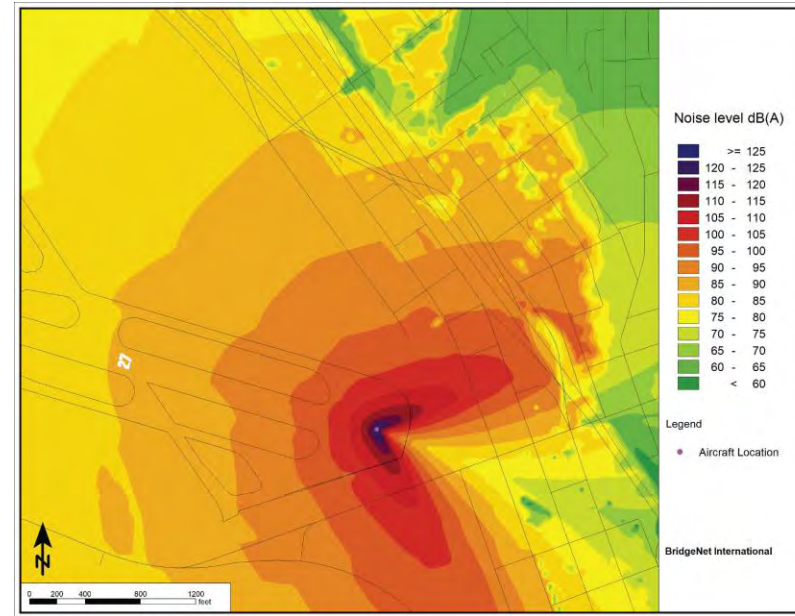 27
Noise level dB(A)
>= 125
120 - 125
115 - 120
110 - 115
105 - 110
100 - 105
95 - 100
90 - 95
85 - 90
80 - 85
75 - 80
70 - 75
65 - 70
60 - 65
< 60
Legend
Aircraft Location
BridgeNet International
N
0 200 400 800 1200
feet